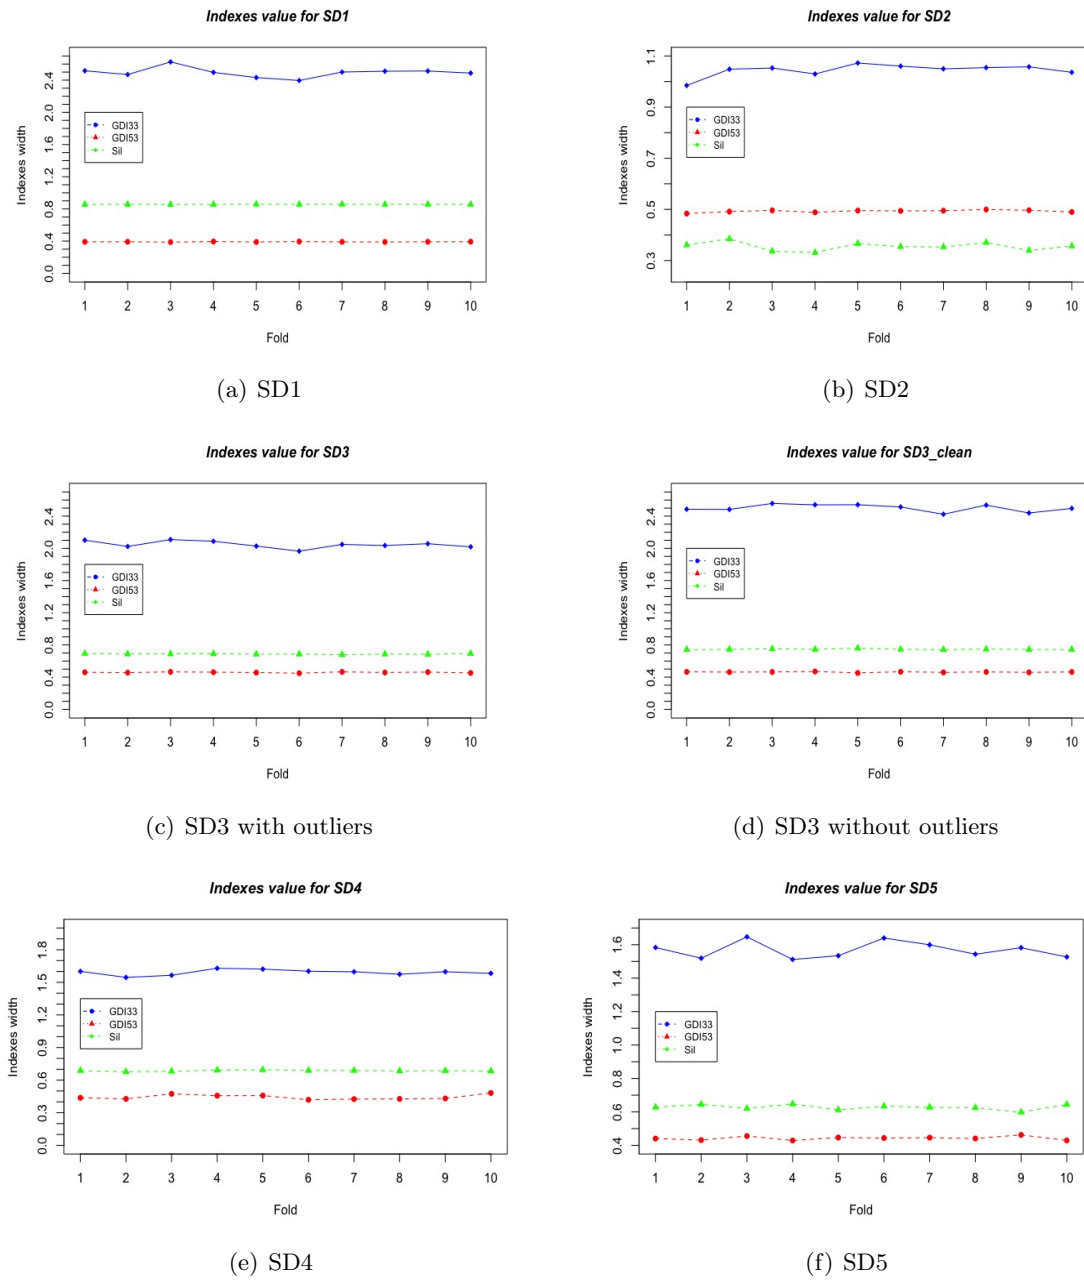 Indexes value for SD1
Indexes width
0.0 0.4 0.8 1.2 1.6 2.0 2.4
GDI33
GDI53
Sil
1 2 3 4 5 6 7 8 9 10
Fold
(a) SD1
Indexes value for SD2
Indexes width
0.3 0.5 0.7 0.9 1.1
GDI33
GDI53
Sil
1 2 3 4 5 6 7 8 9 10
Fold
(b) SD2
Indexes value for SD3
Indexes width
0.0 0.4 0.8 1.2 1.6 2.0 2.4
GDI33
GDI53
Sil
1 2 3 4 5 6 7 8 9 10
Fold
(c) SD3 with outliers
Indexes value for SD3_clean
Indexes width
0.0 0.4 0.8 1.2 1.6 2.0 2.4
GDI33
GDI53
Sil
1 2 3 4 5 6 7 8 9 10
Fold
(d) SD3 without outliers
Indexes value for SD4
Indexes width
0.0 0.3 0.6 0.9 1.2 1.5 1.8
GDI33
GDI53
Sil
1 2 3 4 5 6 7 8 9 10
Fold
(e) SD4
Indexes value for SD5
Indexes width
0.4 0.6 0.8 1.0 1.2 1.4 1.6
GDI33
GDI53
Sil
1 2 3 4 5 6 7 8 9 10
Fold
(f) SD5